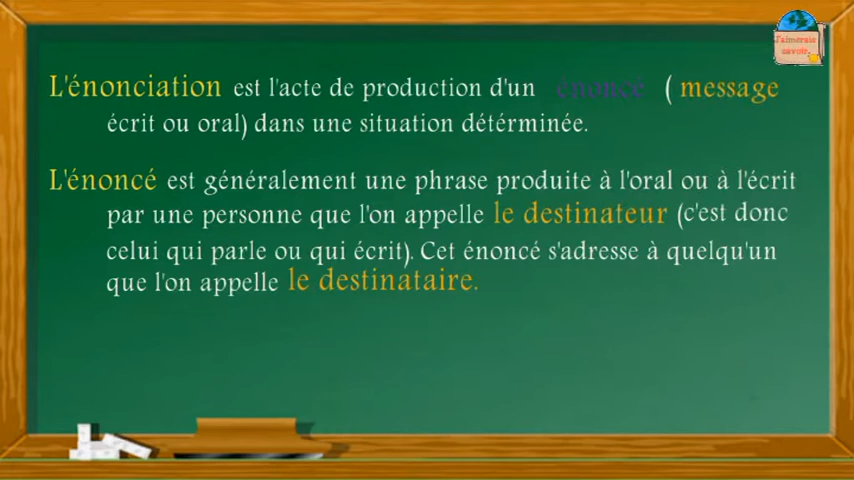 J'aimerais
savoir
L'énonciation est l'acte de production d'un énoncé ( message
écrit ou oral) dans une situation détérminée.
L'énoncé est généralement une phrase produite à l'oral ou à l'écrit
par une personne que l'on appelle le destinateur (c'est donc
celui qui parle ou qui écrit). Cet énoncé s'adresse à quelqu'un
que l'on appelle le destinataire.